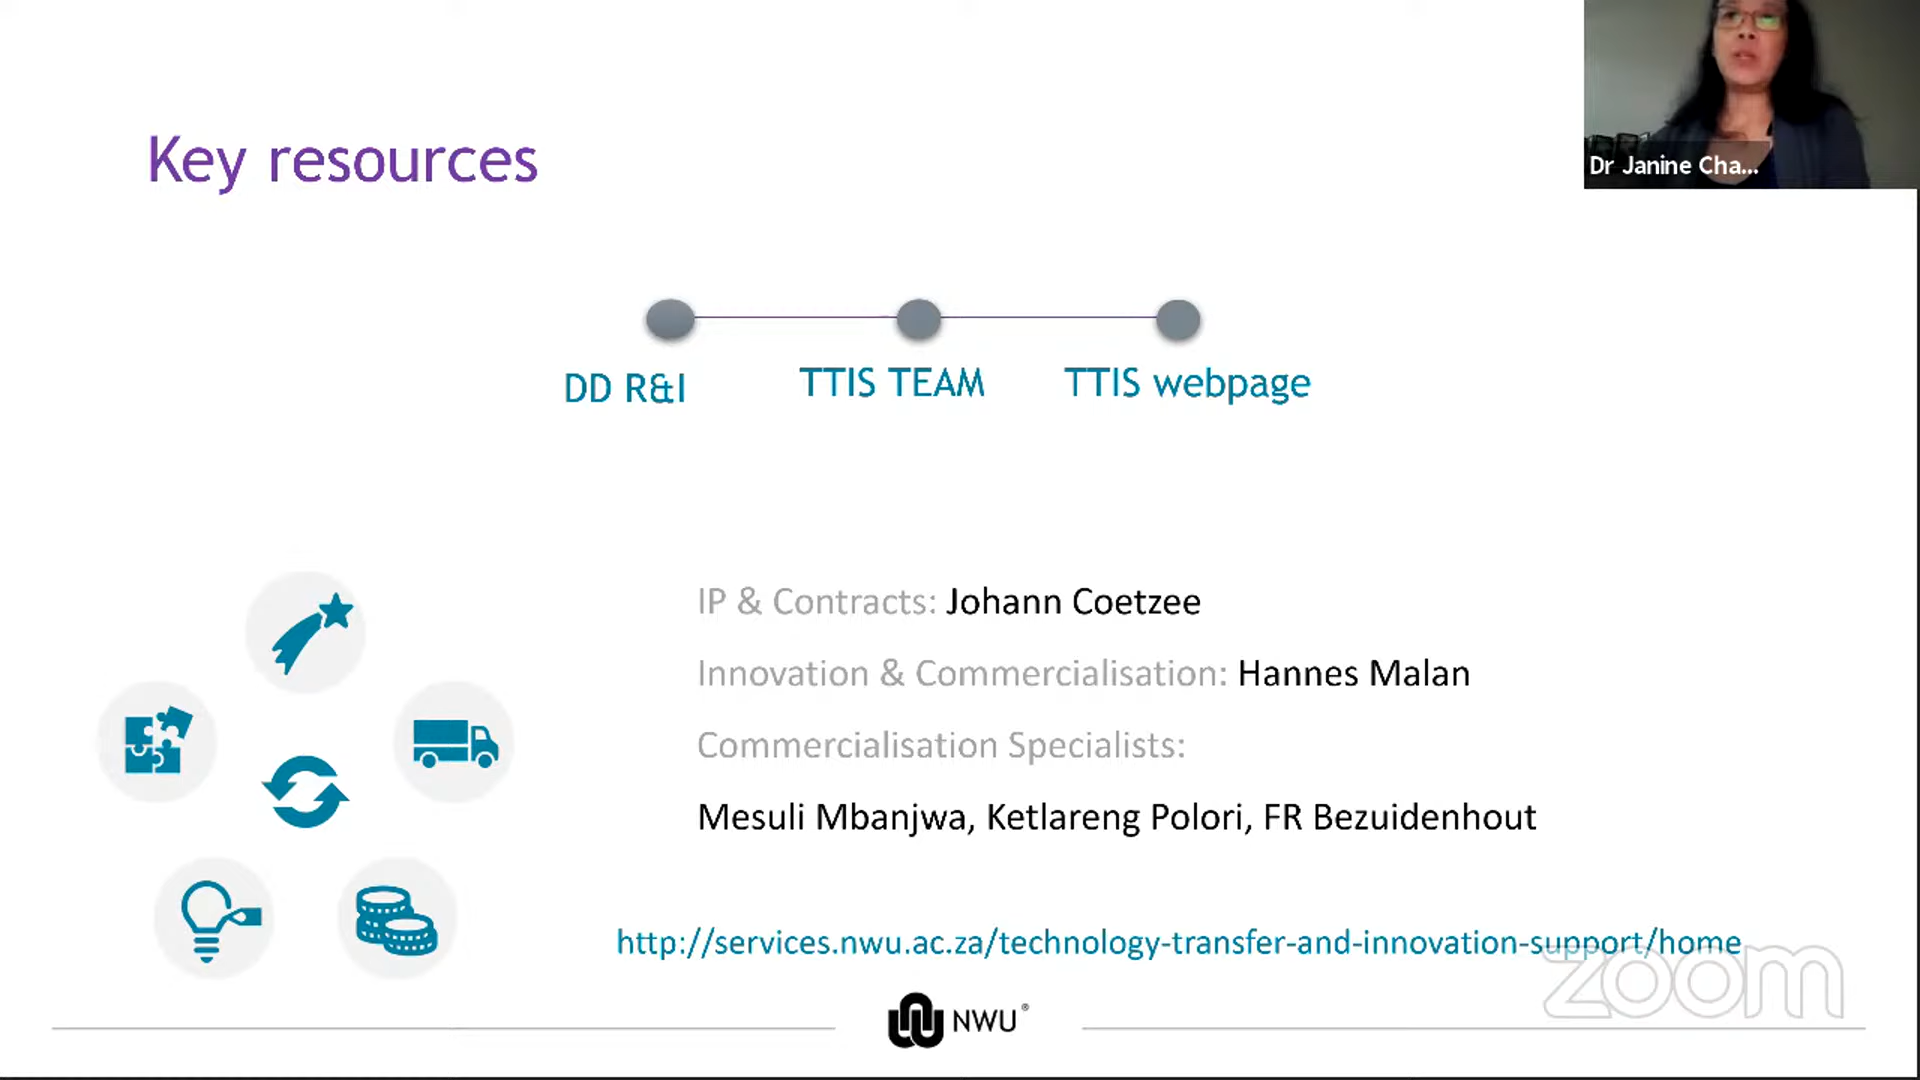 Key resources
Dr Janine Cha...
DD R&I
TTIS TEAM
TTIS webpage
IP & Contracts: Johann Coetzee
Innovation & Commercialisation: Hannes Malan
Commercialisation Specialists:
Mesuli Mbanjwa, Ketlareng Polori, FR Bezuidenhout
http://services.nwu.ac.za/technology-transfer-and-innovation-support/home
zoom
NWU®